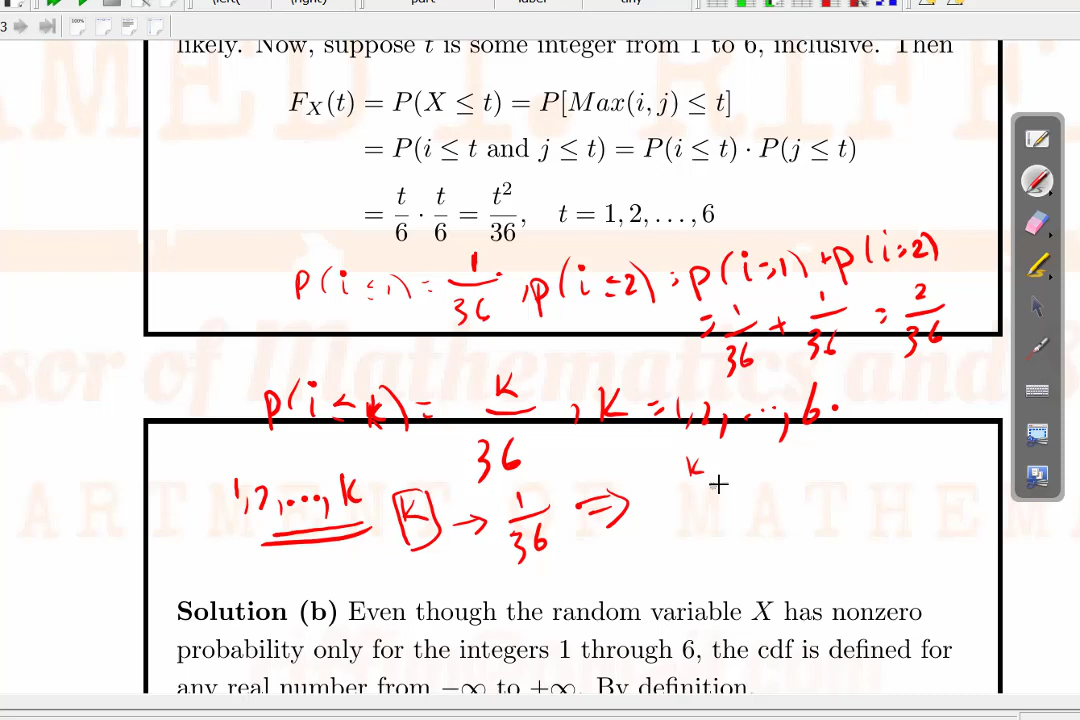 likely. Now, suppose t is some integer from 1 to 6, inclusive. Then
F_X(t) = P(X ≤ t) = P[Max(i, j) ≤ t]
= P(i ≤ t and j ≤ t) = P(i ≤ t) · P(j ≤ t)
= t/6 · t/6 = t²/36, t = 1, 2, . . . , 6
P(i ≤ 1) = 1/36, P(i ≤ 2) = P(i=1) + P(i=2)
= 1/36 + 1/36 = 2/36
P(i ≤ k) = k/36, k = 1, 2, ..., 6.
1, 2, ..., k k → 1/36 ⇒ k
Solution (b) Even though the random variable X has nonzero
probability only for the integers 1 through 6, the cdf is defined for
any real number from −∞ to +∞. By definition,